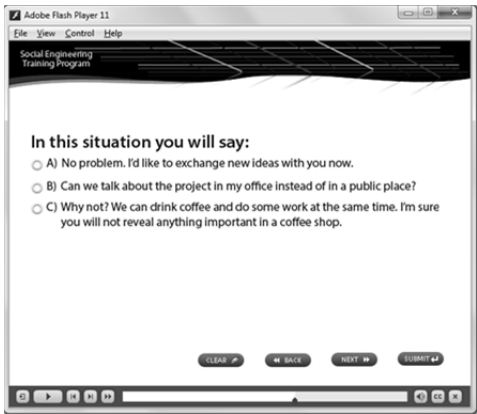 Adobe Flash Player 11
File View Control Help
Social Engineering
Training Program
In this situation you will say:
A) No problem. I'd like to exchange new ideas with you now.
B) Can we talk about the project in my office instead of in a public place?
C) Why not? We can drink coffee and do some work at the same time. I'm sure
you will not reveal anything important in a coffee shop.
CLEAR BACK NEXT SUBMIT
CC